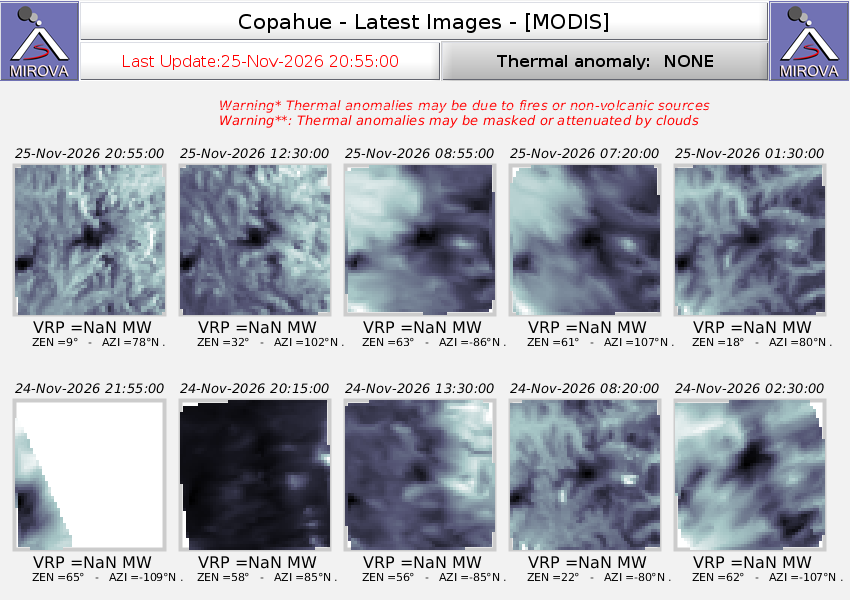 Copahue - Latest Images - [MODIS]
MIROVA
Last Update:25-Nov-2026 20:55:00
Thermal anomaly: NONE
MIROVA
Warning* Thermal anomalies may be due to fires or non-volcanic sources
Warning**: Thermal anomalies may be masked or attenuated by clouds
25-Nov-2026 20:55:00 25-Nov-2026 12:30:00 25-Nov-2026 08:55:00 25-Nov-2026 07:20:00 25-Nov-2026 01:30:00
VRP =NaN MW VRP =NaN MW VRP =NaN MW VRP =NaN MW VRP =NaN MW
ZEN =9° - AZI =78°N . ZEN =32° - AZI =102°N . ZEN =63° - AZI =-86°N . ZEN =61° - AZI =107°N . ZEN =18° - AZI =80°N .
24-Nov-2026 21:55:00 24-Nov-2026 20:15:00 24-Nov-2026 13:30:00 24-Nov-2026 08:20:00 24-Nov-2026 02:30:00
VRP =NaN MW VRP =NaN MW VRP =NaN MW VRP =NaN MW VRP =NaN MW
ZEN =65° - AZI =-109°N . ZEN =58° - AZI =85°N . ZEN =56° - AZI =-85°N . ZEN =22° - AZI =-80°N . ZEN =62° - AZI =-107°N .